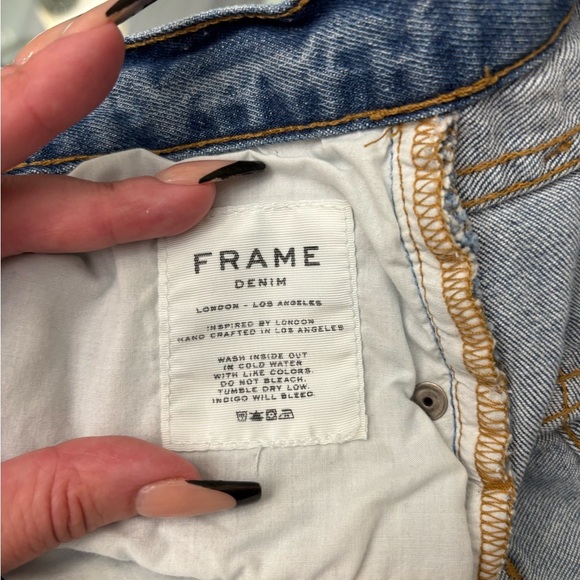 FRAME
DENIM
LONDON - LOS ANGELES
INSPIRED BY LONDON
HAND CRAFTED IN LOS ANGELES
WASH INSIDE OUT
IN COLD WATER
WITH LIKE COLORS.
DO NOT BLEACH.
TUMBLE DRY LOW.
INDIGO WILL BLEED.